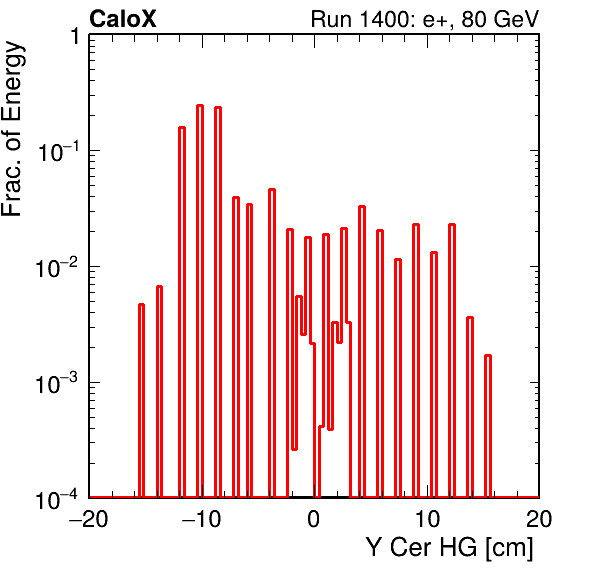 CaloX Run 1400: e+, 80 GeV
Frac. of Energy
1
10⁻¹
10⁻²
10⁻³
10⁻⁴
−20 −10 0 10 20
Y Cer HG [cm]